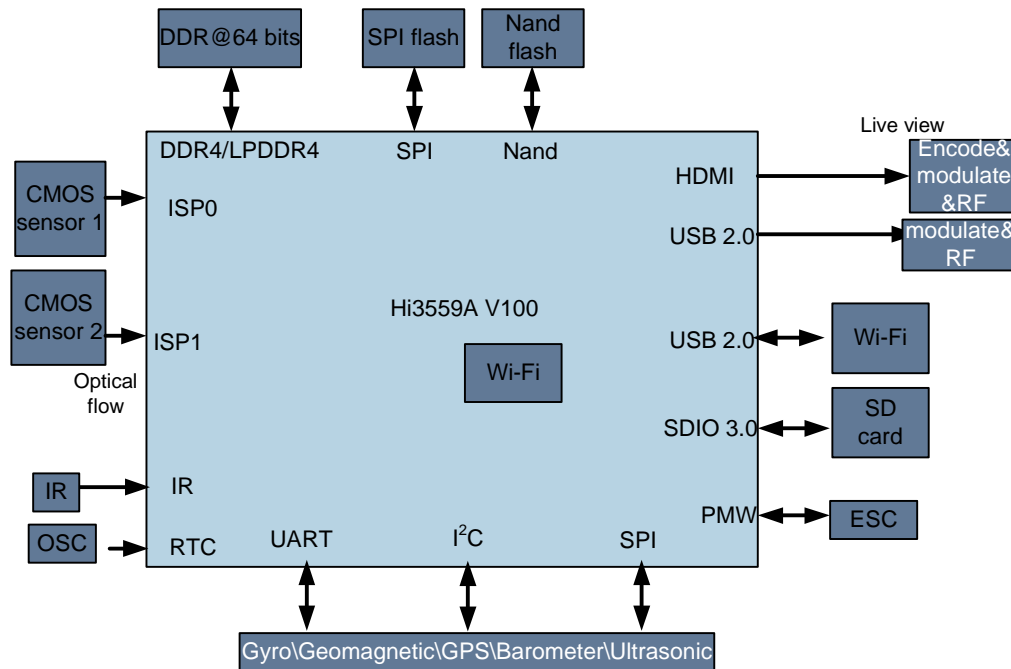 DDR@64 bits
SPI flash
Nand
flash
DDR4/LPDDR4
SPI
Nand
Live view
CMOS
sensor 1
ISP0
HDMI
Encode&
modulate
&RF
USB 2.0
modulate&
RF
CMOS
sensor 2
ISP1
Optical
flow
Hi3559A V100
Wi-Fi
USB 2.0
Wi-Fi
SDIO 3.0
SD
card
IR
IR
PMW
ESC
OSC
RTC
UART
I²C
SPI
Gyro\Geomagnetic\GPS\Barometer\Ultrasonic